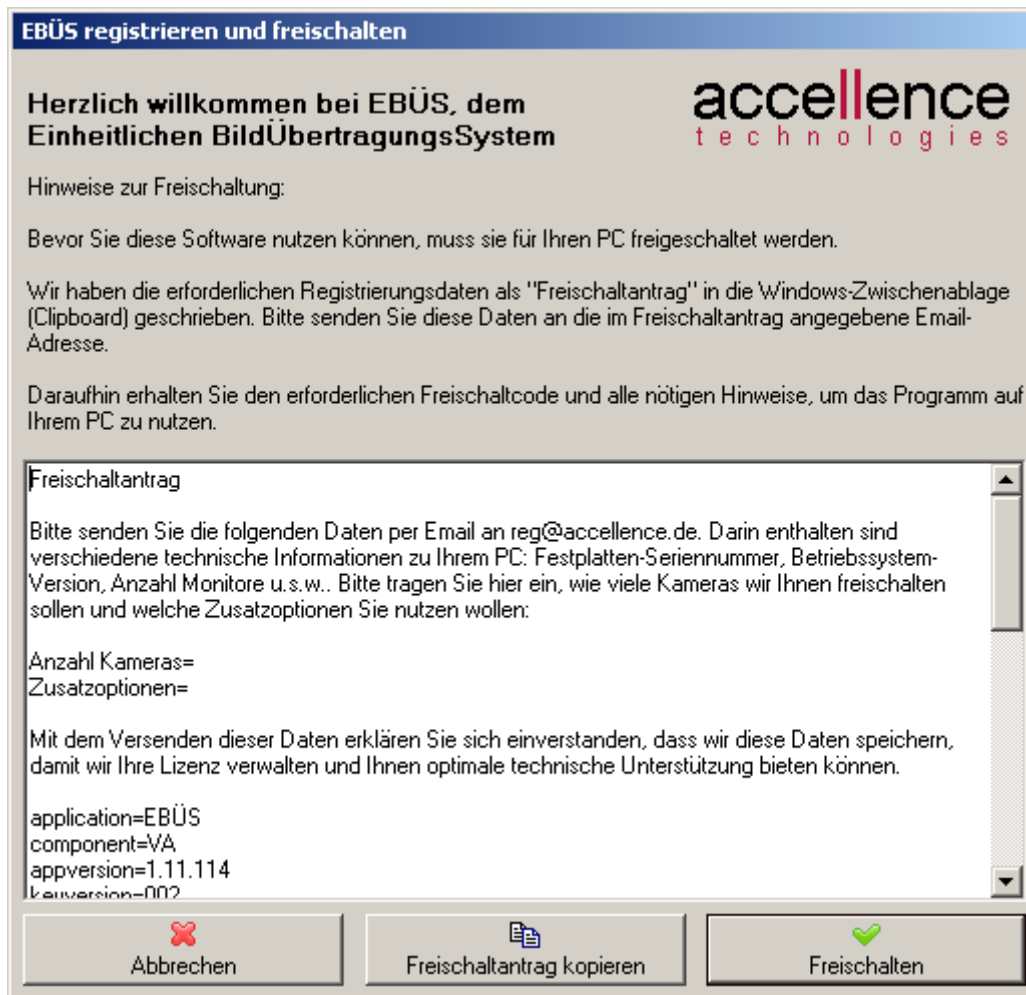 EBÜS registrieren und freischalten
Herzlich willkommen bei EBÜS, dem
Einheitlichen BildÜbertragungsSystem
accellence
technologies
Hinweise zur Freischaltung:
Bevor Sie diese Software nutzen können, muss sie für Ihren PC freigeschaltet werden.
Wir haben die erforderlichen Registrierungsdaten als "Freischaltantrag" in die Windows-Zwischenablage
(Clipboard) geschrieben. Bitte senden Sie diese Daten an die im Freischaltantrag angegebene Email-
Adresse.
Daraufhin erhalten Sie den erforderlichen Freischaltcode und alle nötigen Hinweise, um das Programm auf
Ihrem PC zu nutzen.
Freischaltantrag
Bitte senden Sie die folgenden Daten per Email an reg@accellence.de. Darin enthalten sind
verschiedene technische Informationen zu Ihrem PC: Festplatten-Seriennummer, Betriebssystem-
Version, Anzahl Monitore u.s.w.. Bitte tragen Sie hier ein, wie viele Kameras wir Ihnen freischalten
sollen und welche Zusatzoptionen Sie nutzen wollen:
Anzahl Kameras=
Zusatzoptionen=
Mit dem Versenden dieser Daten erklären Sie sich einverstanden, dass wir diese Daten speichern,
damit wir Ihre Lizenz verwalten und Ihnen optimale technische Unterstützung bieten können.
application=EBÜS
component=VA
appversion=1.11.114
keyversion=002
Abbrechen
Freischaltantrag kopieren
Freischalten